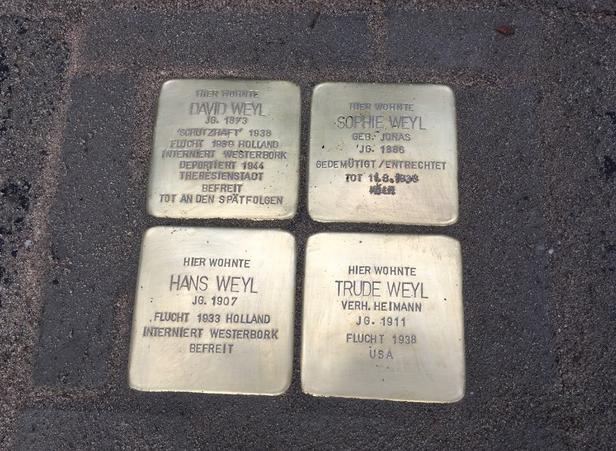 HIER WOHNTE
DAVID WEYL
JG. 1873
'SCHUTZHAFT' 1938
FLUCHT 1939 HOLLAND
INTERNIERT WESTERBORK
DEPORTIERT 1944
THERESIENSTADT
BEFREIT
TOT AN DEN SPÄTFOLGEN
HIER WOHNTE
SOPHIE WEYL
GEB. JONAS
JG. 1886
GEDEMÜTIGT/ENTRECHTET
TOT
HIER WOHNTE
HANS WEYL
JG. 1907
FLUCHT 1933 HOLLAND
INTERNIERT WESTERBORK
BEFREIT
HIER WOHNTE
TRUDE WEYL
VERH. HEIMANN
JG. 1911
FLUCHT 1938
USA